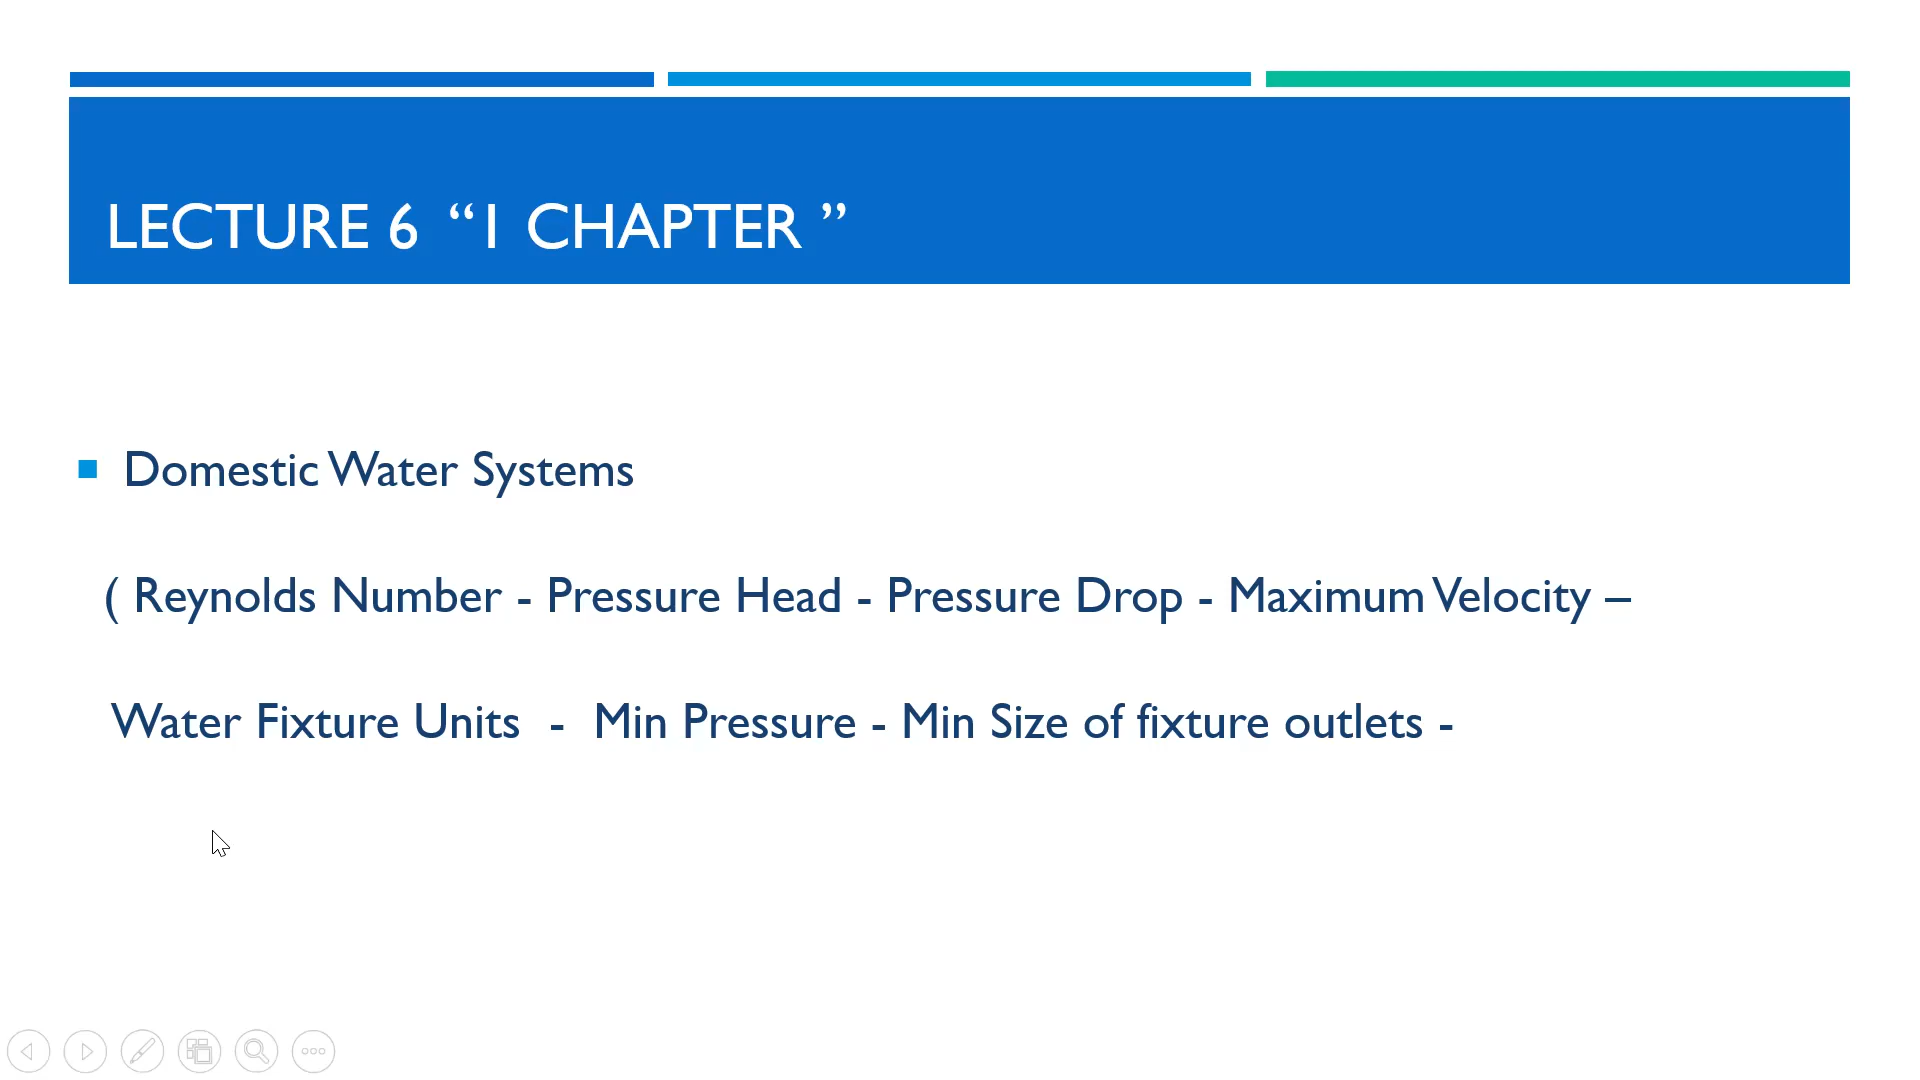 LECTURE 6 “1 CHAPTER ”
Domestic Water Systems
( Reynolds Number - Pressure Head - Pressure Drop - Maximum Velocity –
Water Fixture Units - Min Pressure - Min Size of fixture outlets -